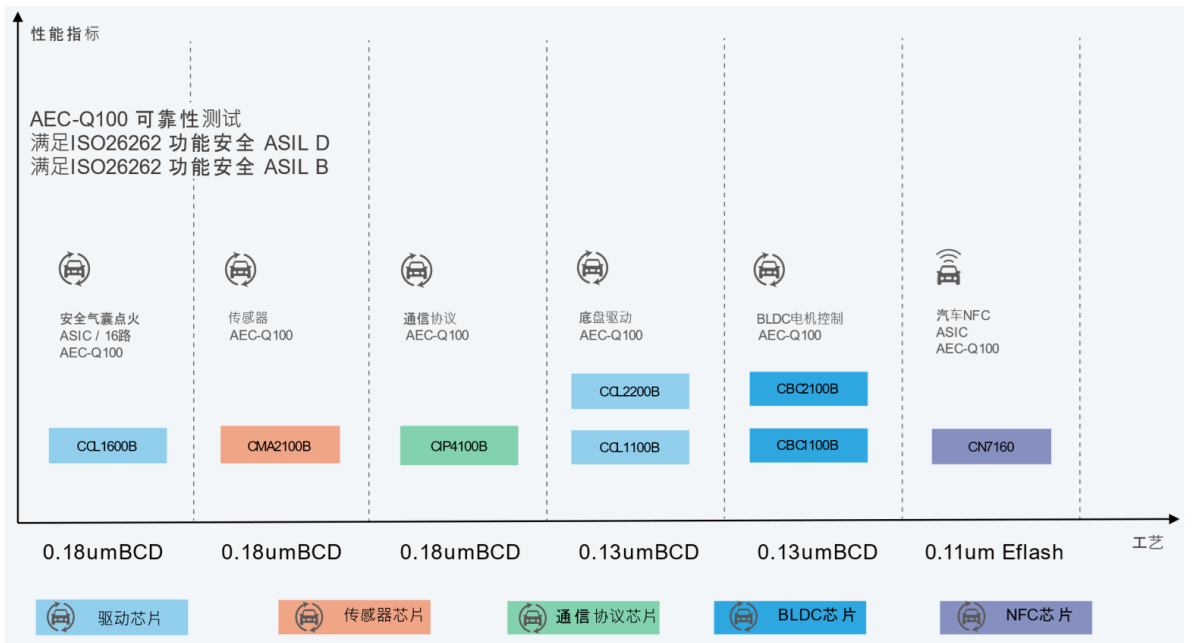 性能指标
AEC-Q100 可靠性测试
满足ISO26262 功能安全 ASIL D
满足ISO26262 功能安全 ASIL B
安全气囊点火
ASIC / 16路
AEC-Q100
传感器
AEC-Q100
通信协议
AEC-Q100
底盘驱动
AEC-Q100
BLDC电机控制
AEC-Q100
汽车NFC
ASIC
AEC-Q100
CCL2200B
CBC2100B
CCL1600B
CMA2100B
CIP4100B
CCL1100B
CBC1100B
CN7160
0.18umBCD
0.18umBCD
0.18umBCD
0.13umBCD
0.13umBCD
0.11um Eflash
工艺
驱动芯片
传感器芯片
通信协议芯片
BLDC芯片
NFC芯片